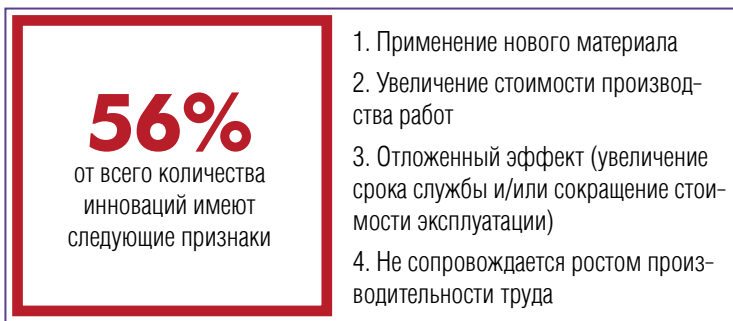 56%
от всего количества
инноваций имеют
следующие признаки
1. Применение нового материала
2. Увеличение стоимости производ-
ства работ
3. Отложенный эффект (увеличение
срока службы и/или сокращение стои-
мости эксплуатации)
4. Не сопровождается ростом произ-
водительности труда